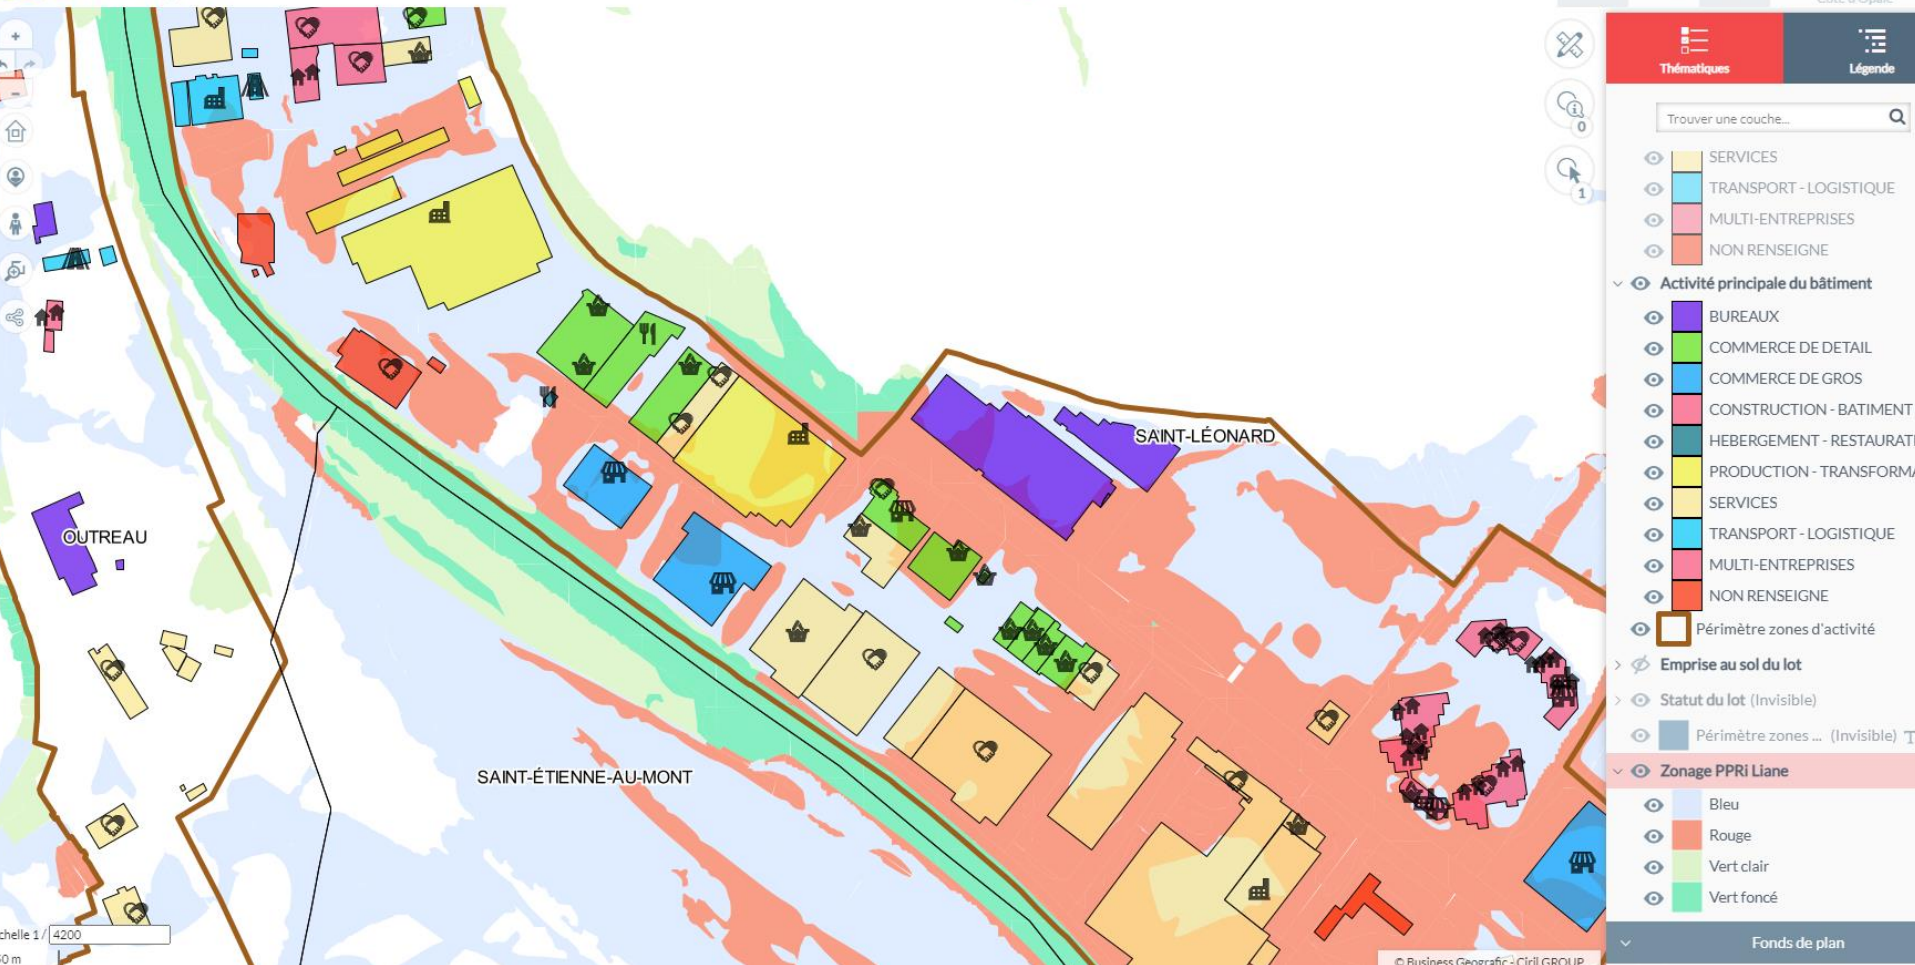 Thématiques
Légende
Trouver une couche...
0
1
SERVICES
TRANSPORT - LOGISTIQUE
MULTI-ENTREPRISES
NON RENSEIGNE
Activité principale du bâtiment
BUREAUX
COMMERCE DE DETAIL
COMMERCE DE GROS
CONSTRUCTION - BATIMENT
HEBERGEMENT - RESTAURATI
PRODUCTION - TRANSFORMA
SERVICES
TRANSPORT - LOGISTIQUE
MULTI-ENTREPRISES
NON RENSEIGNE
Périmètre zones d'activité
Emprise au sol du lot
Statut du lot (Invisible)
Périmètre zones ... (Invisible)
Zonage PPRi Liane
Bleu
Rouge
Vert clair
Vert foncé
Fonds de plan
SAINT-LÉONARD
OUTREAU
SAINT-ÉTIENNE-AU-MONT
chelle 1/ 4200
0 m
© Business Geografic - Ciril GROUP